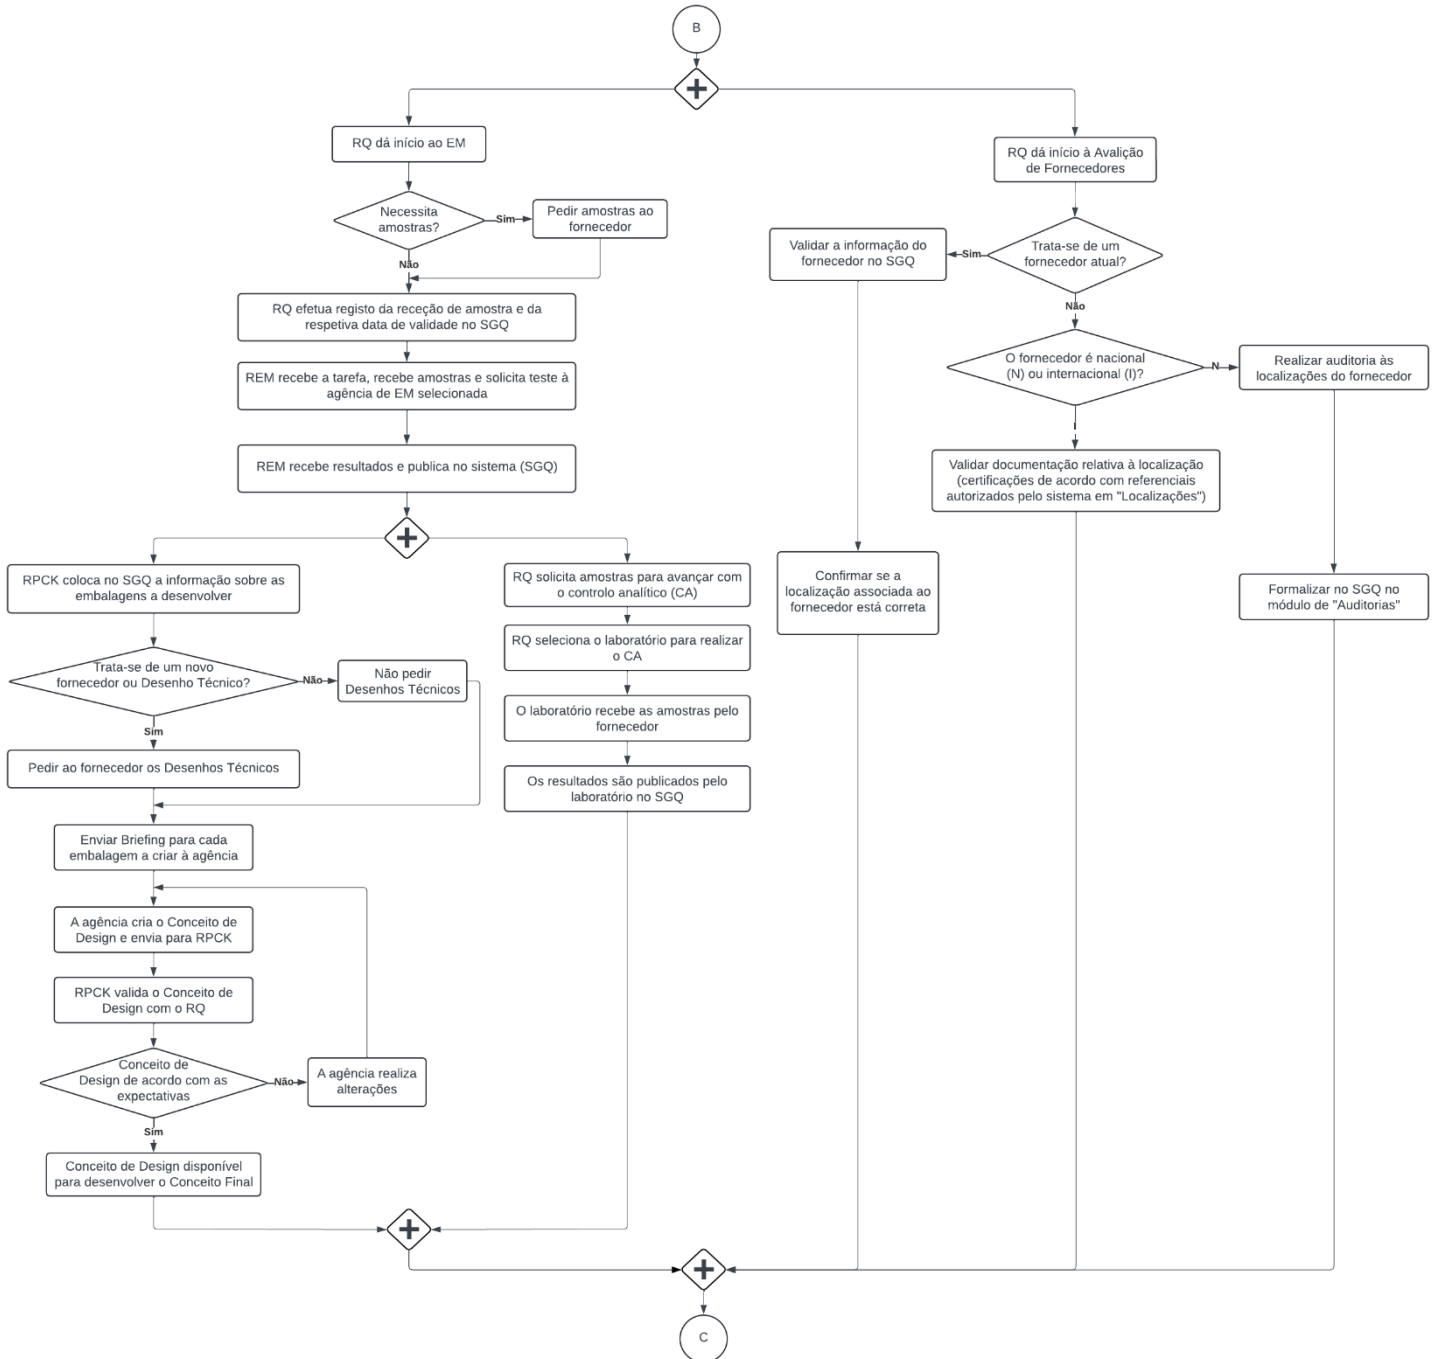 B
RQ dá início ao EM
Necessita
amostras?
Sim
Pedir amostras ao
fornecedor
Não
RQ efetua registo da receção de amostra e da
respetiva data de validade no SGQ
REM recebe a tarefa, recebe amostras e solicita teste à
agência de EM selecionada
REM recebe resultados e publica no sistema (SGQ)
RPCK coloca no SGQ a informação sobre as
embalagens a desenvolver
Trata-se de um novo
fornecedor ou Desenho Técnico?
Não
Não pedir
Desenhos Técnicos
Sim
Pedir ao fornecedor os Desenhos Técnicos
Enviar Briefing para cada
embalagem a criar à agência
A agência cria o Conceito de
Design e envia para RPCK
RPCK valida o Conceito de
Design com o RQ
Conceito de
Design de acordo com as
expectativas
Não
A agência realiza
alterações
Sim
Conceito de Design disponível
para desenvolver o Conceito Final
RQ solicita amostras para avançar com
o controlo analítico (CA)
RQ seleciona o laboratório para realizar
o CA
O laboratório recebe as amostras pelo
fornecedor
Os resultados são publicados pelo
laboratório no SGQ
RQ dá início à Avalição
de Fornecedores
Trata-se de um
fornecedor atual?
Sim
Validar a informação do
fornecedor no SGQ
Confirmar se a
localização associada ao
fornecedor está correta
Não
O fornecedor é nacional
(N) ou internacional (I)?
N
Realizar auditoria às
localizações do fornecedor
Formalizar no SGQ no
módulo de "Auditorias"
I
Validar documentação relativa à localização
(certificações de acordo com referenciais
autorizados pelo sistema em "Localizações")
C